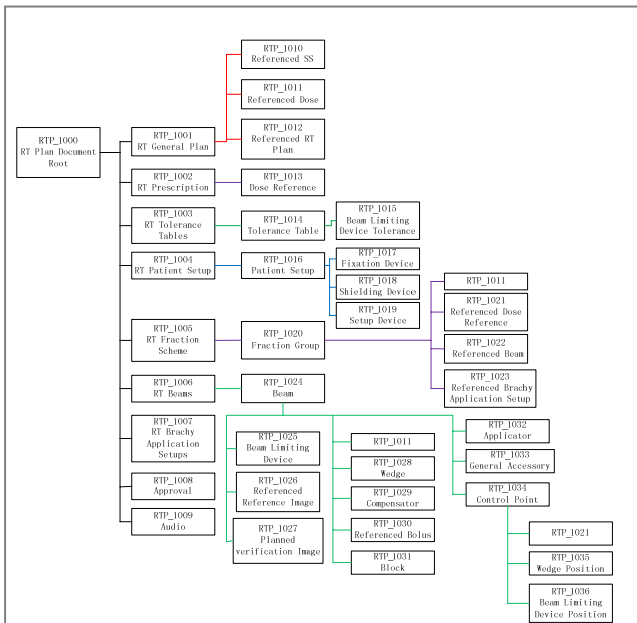 RTP_1010
Referenced SS
RTP_1011
Referenced Dose
RTP_1012
Referenced RT
Plan
RTP_1000
RT Plan Document
Root
RTP_1001
RT General Plan
RTP_1002
RT Prescription
RTP_1013
Dose Reference
RTP_1003
RT Tolerance
Tables
RTP_1014
Tolerance Table
RTP_1015
Beam Limiting
Device Tolerance
RTP_1004
RT Patient Setup
RTP_1016
Patient Setup
RTP_1017
Fixation Device
RTP_1018
Shielding Device
RTP_1019
Setup Device
RTP_1005
RT Fraction
Scheme
RTP_1020
Fraction Group
RTP_1011
RTP_1021
Referenced Dose
Reference
RTP_1022
Referenced Beam
RTP_1023
Referenced Brachy
Application Setup
RTP_1006
RT Beams
RTP_1024
Beam
RTP_1007
RT Brachy
Application
Setups
RTP_1008
Approval
RTP_1009
Audio
RTP_1025
Beam Limiting
Device
RTP_1026
Referenced
Reference Image
RTP_1027
Planned
verification Image
RTP_1011
RTP_1028
Wedge
RTP_1029
Compensator
RTP_1030
Referenced Bolus
RTP_1031
Block
RTP_1032
Applicator
RTP_1033
General Accessory
RTP_1034
Control Point
RTP_1021
RTP_1035
Wedge Position
RTP_1036
Beam Limiting
Device Position